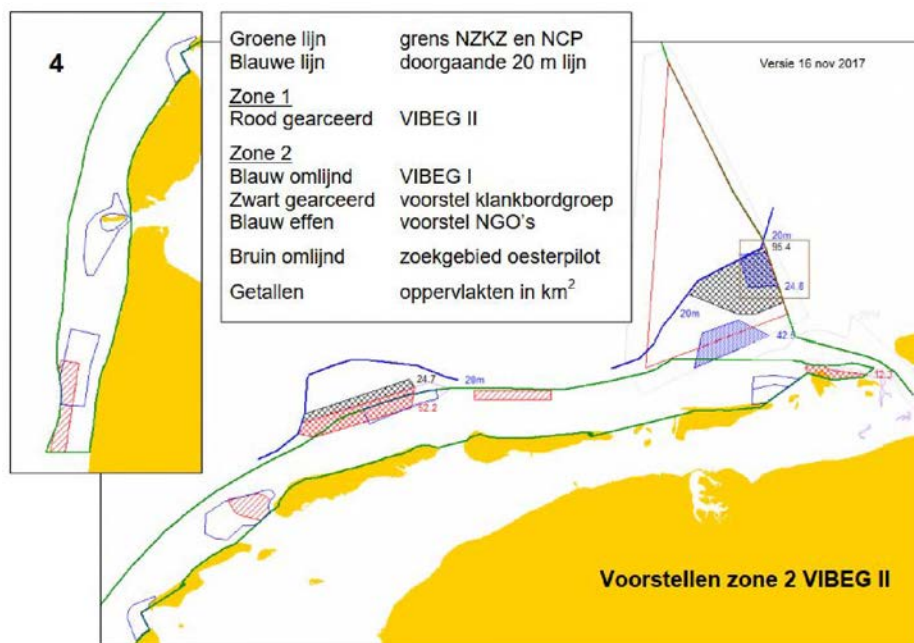 4
Groene lijn grens NZKZ en NCP
Blauwe lijn doorgaande 20 m lijn
Zone 1
Rood gearceerd VIBEG II
Zone 2
Blauw omlijnd VIBEG I
Zwart gearceerd voorstel klankbordgroep
Blauw effen voorstel NGO's
Bruin omlijnd zoekgebied oesterpilot
Getallen oppervlakten in km²
Versie 16 nov 2017
20m
95.4
24.8
20m
42.5
24.7
20m
52.2
12.3
Voorstellen zone 2 VIBEG II